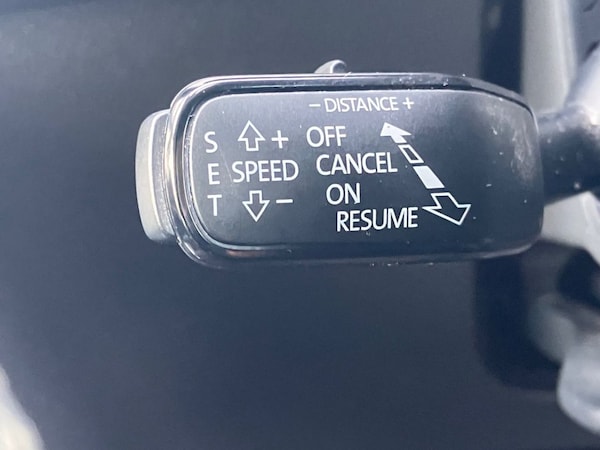 - DISTANCE +
S
E
T
+
SPEED
-
OFF
CANCEL
ON
RESUME